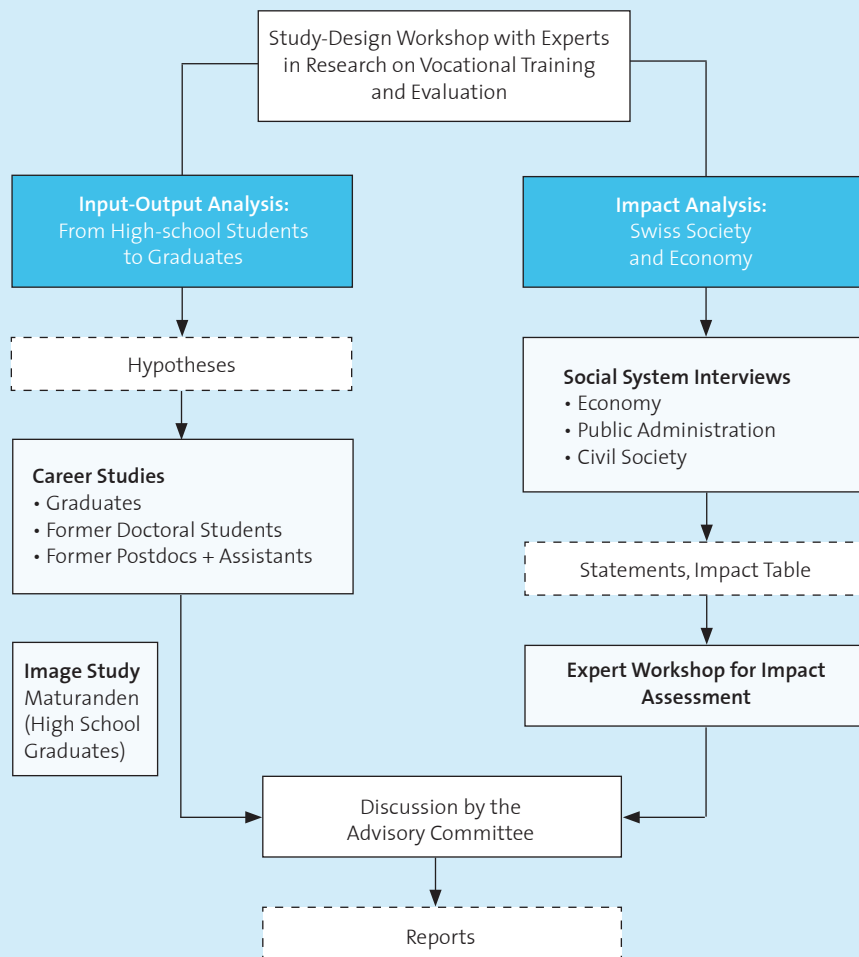 Study-Design Workshop with Experts
in Research on Vocational Training
and Evaluation
Input-Output Analysis:
From High-school Students
to Graduates
Impact Analysis:
Swiss Society
and Economy
Hypotheses
Social System Interviews
• Economy
• Public Administration
• Civil Society
Career Studies
• Graduates
• Former Doctoral Students
• Former Postdocs + Assistants
Statements, Impact Table
Image Study
Maturanden
(High School
Graduates)
Expert Workshop for Impact
Assessment
Discussion by the
Advisory Committee
Reports